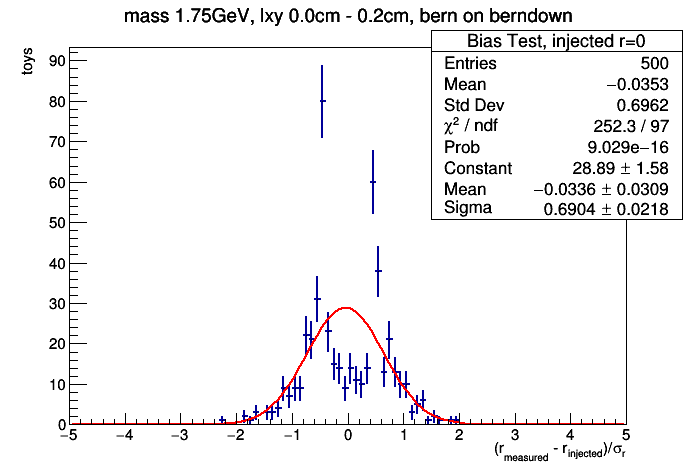 mass 1.75GeV, lxy 0.0cm - 0.2cm, bern on berndown
Bias Test, injected r=0
Entries 500
Mean −0.0353
Std Dev 0.6962
χ² / ndf 252.3 / 97
Prob 9.029e−16
Constant 28.89 ± 1.58
Mean −0.0336 ± 0.0309
Sigma 0.6904 ± 0.0218
toys
90
80
70
60
50
40
30
20
10
0
−5 −4 −3 −2 −1 0 1 2 3 4 5
(r_measured - r_injected)/σ_r